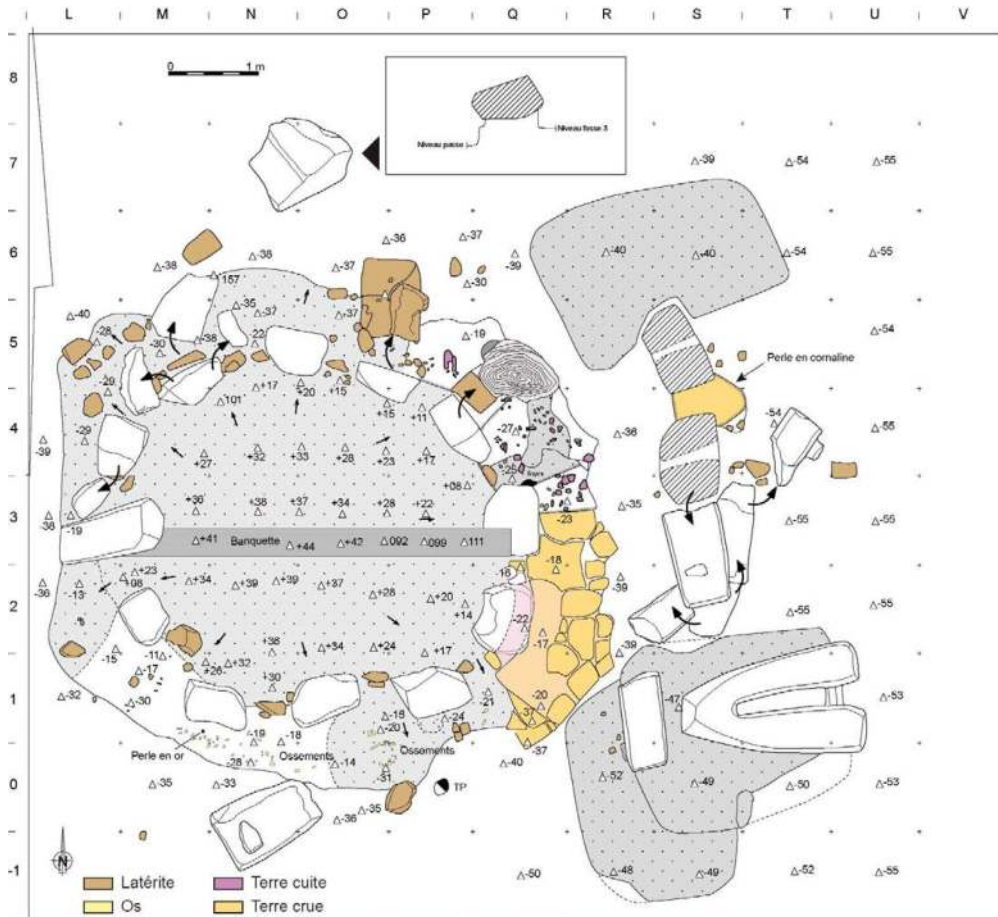 L M N O P Q R S T U V
0 1 m
8
Niveau passe
Niveau fosse 3
7
-39 -54 -55
6
-38 -157 -38 -37 -36 -37 -30 -39 -40 -40 -54 -55
-40 -28 -35 -37 -37 -19 -54
5
-30 -38 -22
Perle en cornaline
-29 101 +17 +20 +15 +15 +11
4
-39 -29 +27 +32 +33 +28 +23 +17 -27 -36 -54 -55
-25
+36 +36 +37 +34 +28 +22 +08
3
-38 -19 -23 -35 -55 -55
+41 Banquette +44 +42 092 099 111 -18
-16
2
-36 -13 +08 +23 +34 +39 +39 +37 +28 +20 +14 -22 -17 -39 -55 -55
-15 -11 -17 +26 +32 +36 +34 +24 +17 -39
1
-32 -30 +30 -21 -20 -47 -53
-18 -24 -37
Perle en or -19 -18 -20 Ossements -37
-28 Ossements -14 -31 -40
0
-35 -33 TP -52 -49 -50 -53
-36 -35
N
-1
-50 -48 -49 -52 -55
Latérite
Terre cuite
Os
Terre crue